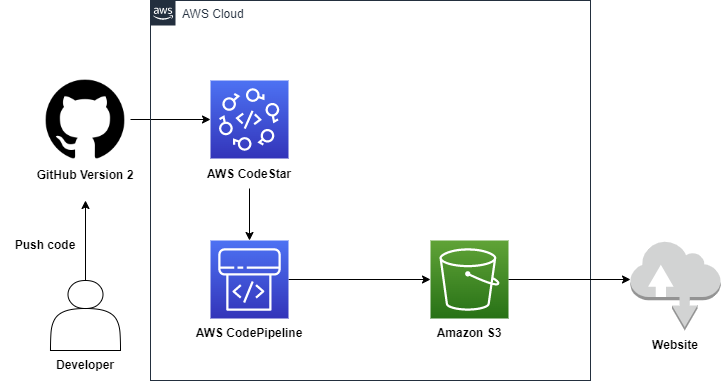 aws
AWS Cloud
GitHub Version 2
AWS CodeStar
Push code
AWS CodePipeline
Amazon S3
Website
Developer